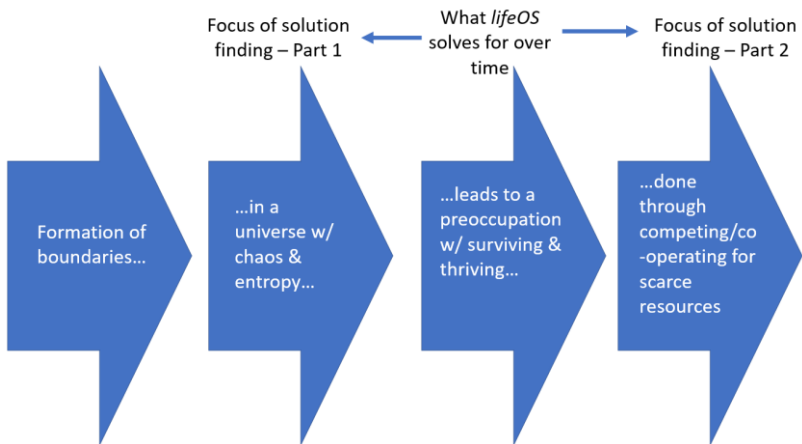 Focus of solution
finding – Part 1
What lifeOS
solves for over
time
Focus of solution
finding – Part 2
Formation of
boundaries…
…in a
universe w/
chaos &
entropy…
…leads to a
preoccupation
w/ surviving &
thriving…
…done
through
competing/co
-operating for
scarce
resources